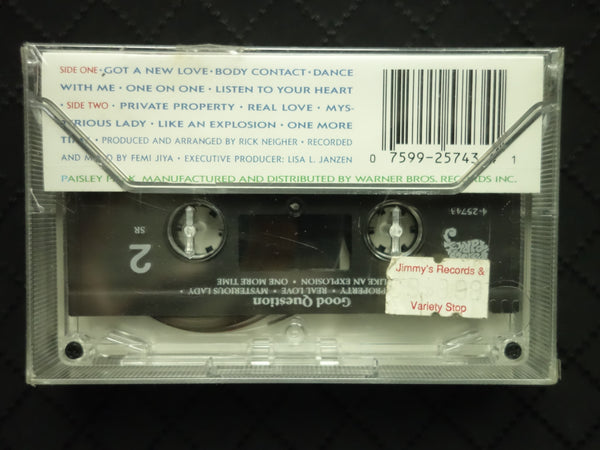 SIDE ONE · GOT A NEW LOVE · BODY CONTACT · DANCE
WITH ME · ONE ON ONE · LISTEN TO YOUR HEART
· SIDE TWO · PRIVATE PROPERTY · REAL LOVE · MYS-
TERIOUS LADY · LIKE AN EXPLOSION · ONE MORE
TIME · PRODUCED AND ARRANGED BY RICK NEIGHER · RECORDED
AND MIXED BY FEMI JIYA · EXECUTIVE PRODUCER: LISA L. JANZEN
PAISLEY PARK. MANUFACTURED AND DISTRIBUTED BY WARNER BROS. RECORDS INC.
0 7599-25743 1
4-25743
2
SR
Jimmy's Records &
Variety Stop
Good Question
PROPERTY · REAL LOVE · MYSTERIOUS LADY ·
LIKE AN EXPLOSION · ONE MORE TIME